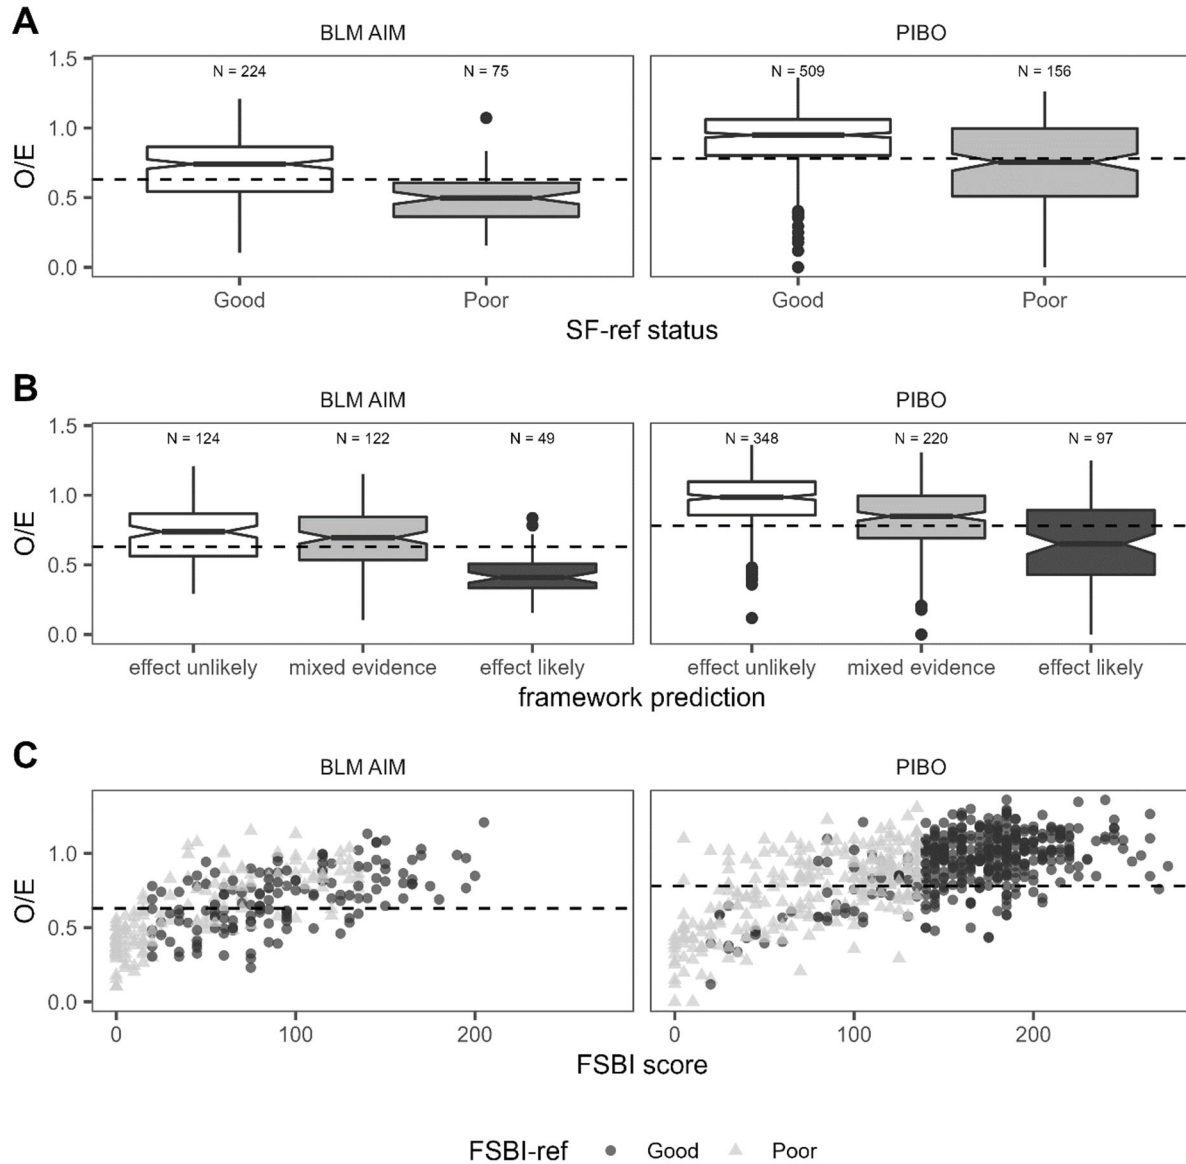 A
BLM AIM PIBO
1.5
N = 224 N = 75 N = 509 N = 156
1.0
O/E
0.5
0.0
Good Poor Good Poor
SF-ref status
B
BLM AIM PIBO
1.5
N = 124 N = 122 N = 49 N = 348 N = 220 N = 97
1.0
O/E
0.5
0.0
effect unlikely mixed evidence effect likely effect unlikely mixed evidence effect likely
framework prediction
C
BLM AIM PIBO
1.0
O/E
0.5
0.0
0 100 200 0 100 200
FSBI score
FSBI-ref Good Poor